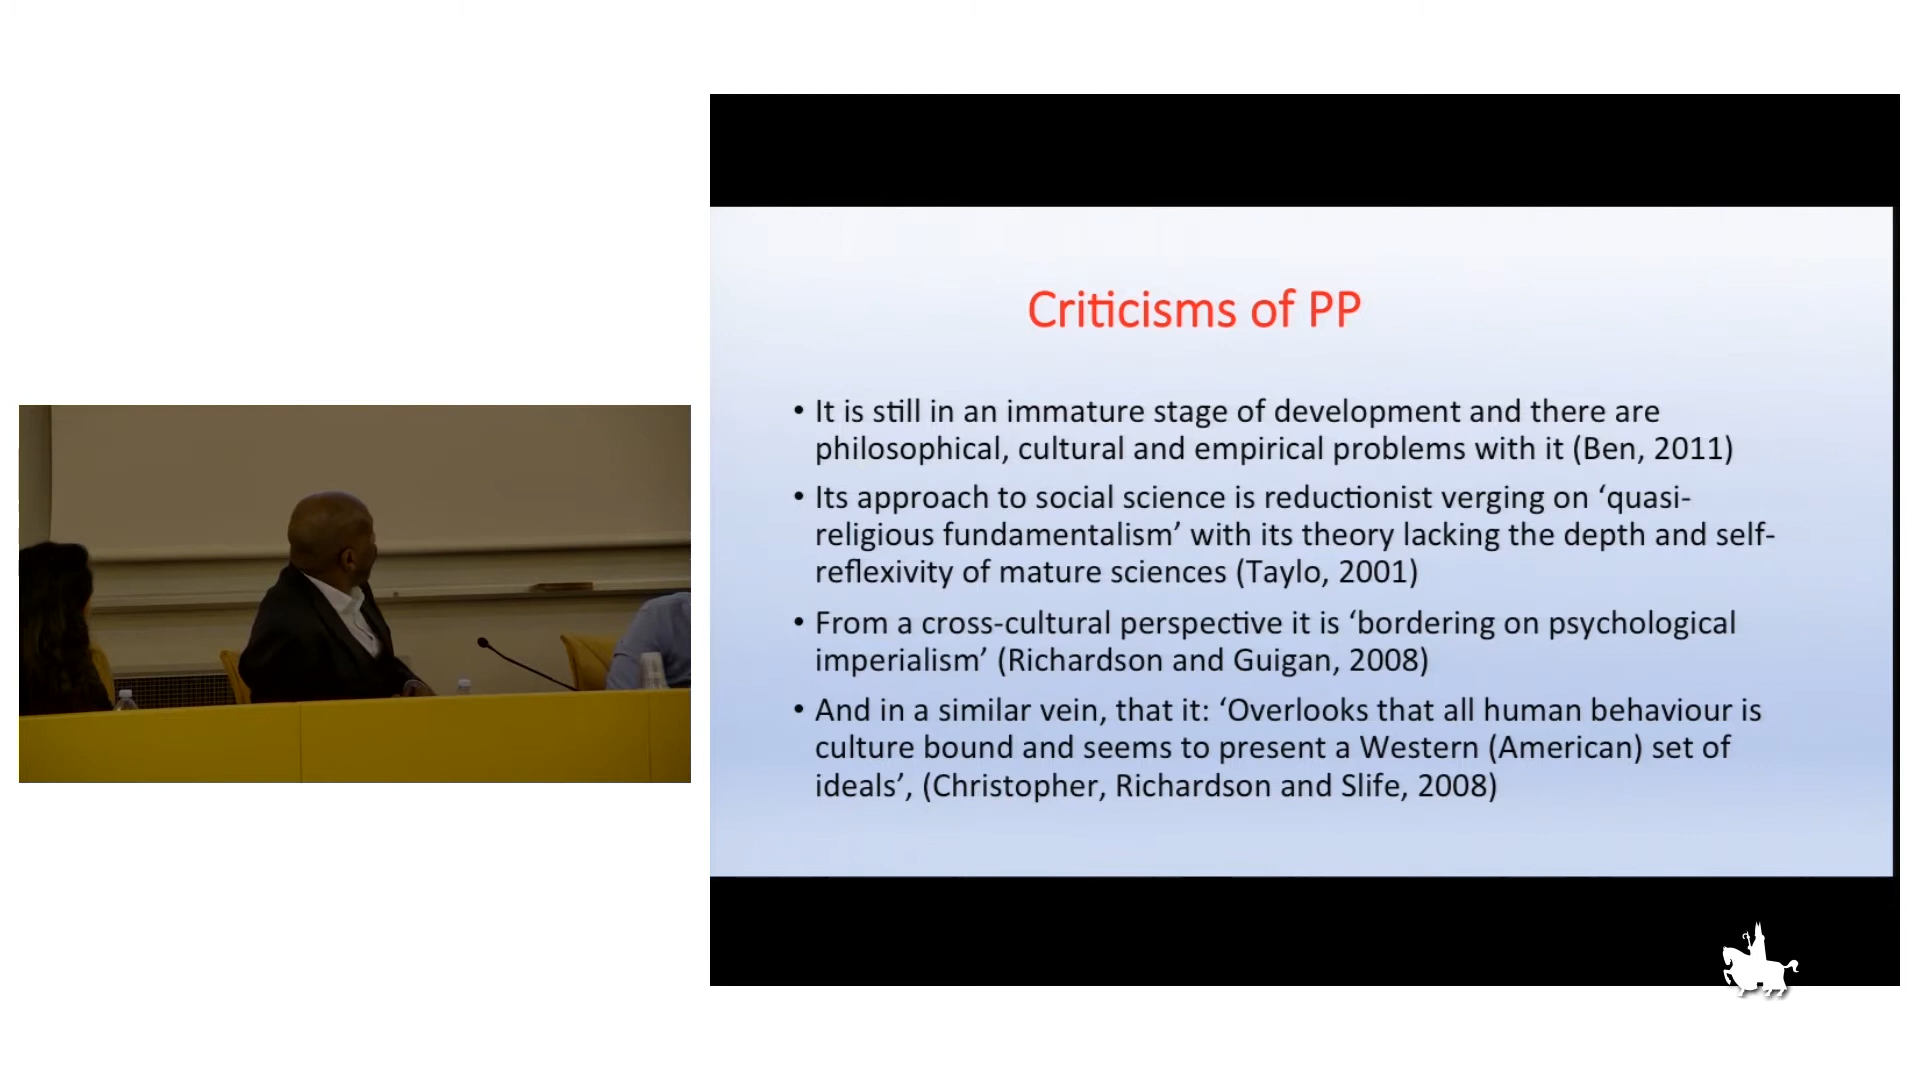 Criticisms of PP
• It is still in an immature stage of development and there are
philosophical, cultural and empirical problems with it (Ben, 2011)
• Its approach to social science is reductionist verging on ‘quasi-
religious fundamentalism’ with its theory lacking the depth and self-
reflexivity of mature sciences (Taylo, 2001)
• From a cross-cultural perspective it is ‘bordering on psychological
imperialism’ (Richardson and Guigan, 2008)
• And in a similar vein, that it: ‘Overlooks that all human behaviour is
culture bound and seems to present a Western (American) set of
ideals’, (Christopher, Richardson and Slife, 2008)